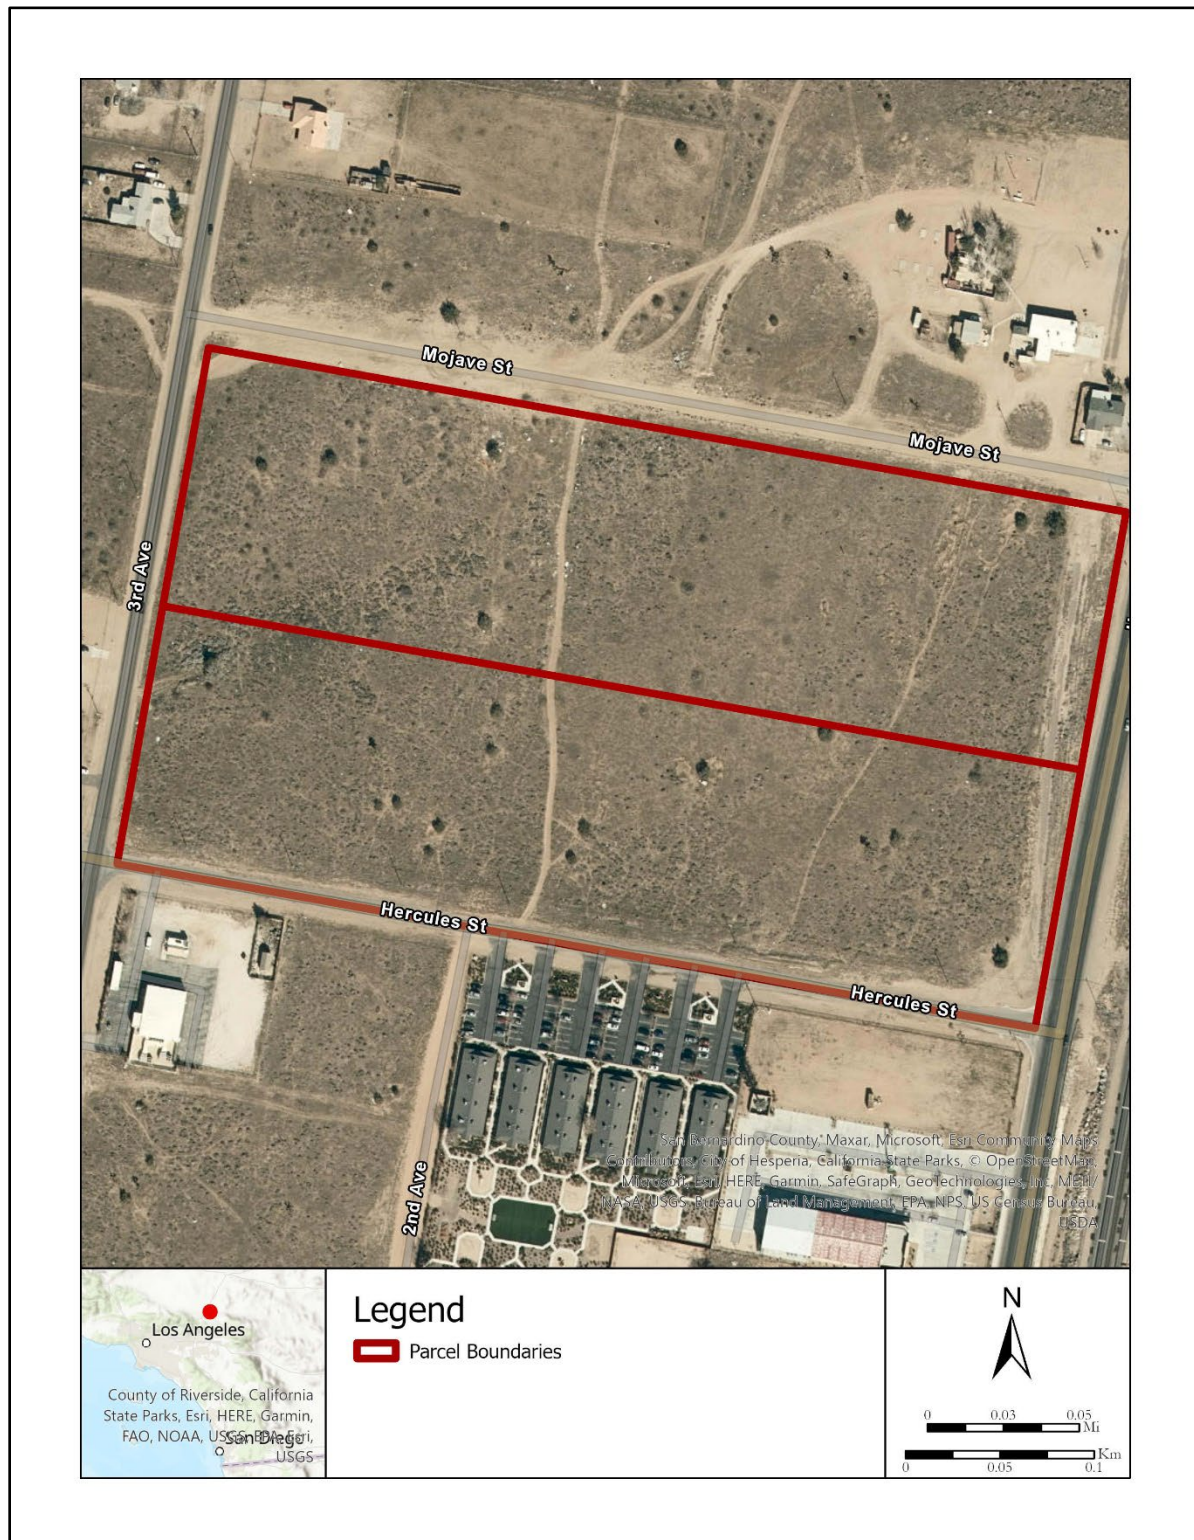 Mojave St
Mojave St
3rd Ave
Hercules St
Hercules St
2nd Ave
San Bernardino County, Maxar, Microsoft, Esri Community Maps
Contributors, City of Hesperia, California State Parks, © OpenStreetMap,
Microsoft, Esri, HERE, Garmin, SafeGraph, GeoTechnologies, Inc, METI/
NASA, USGS, Bureau of Land Management, EPA, NPS, US Census Bureau,
USDA
Los Angeles
County of Riverside, California
State Parks, Esri, HERE, Garmin,
FAO, NOAA, USGS, EPA, Esri,
San Diego
USGS
Legend
Parcel Boundaries
N
0 0.03 0.05
Mi
Km
0 0.05 0.1